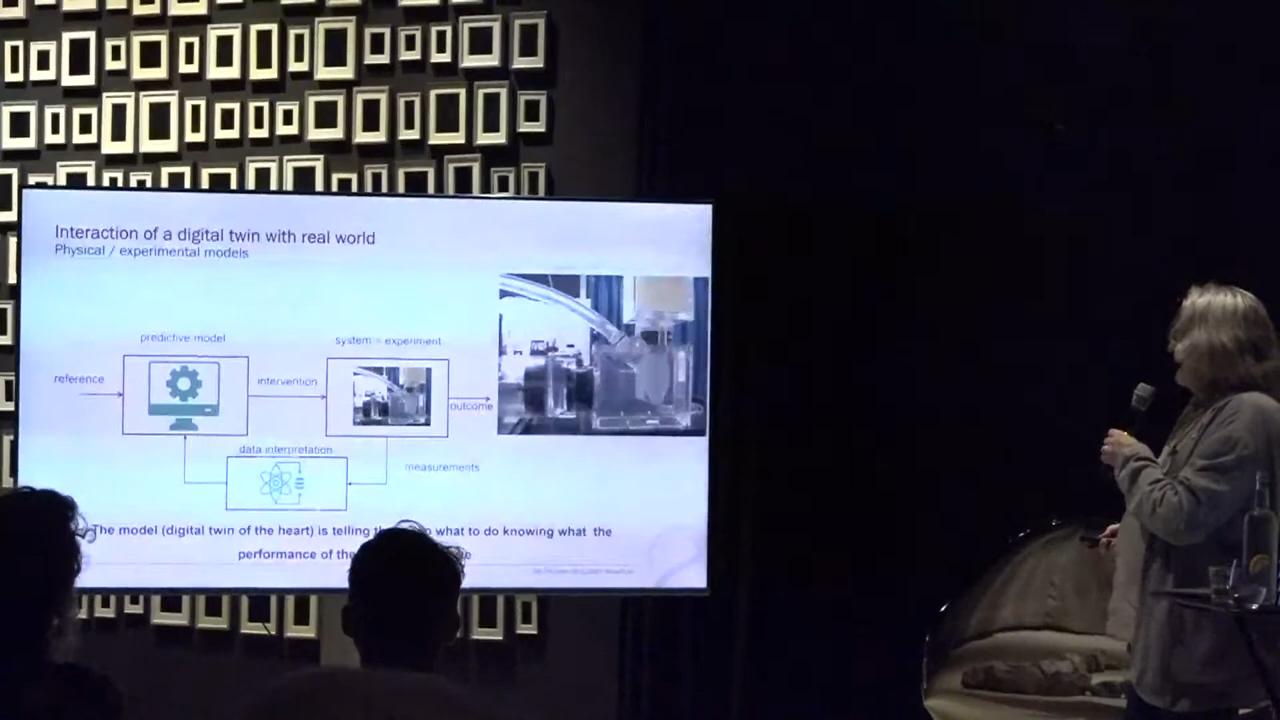 Interaction of a digital twin with real world
Physical / experimental models
predictive model
system = experiment
reference
intervention
outcome
data interpretation
measurements
The model (digital twin of the heart) is telling what to do knowing what the
performance of the